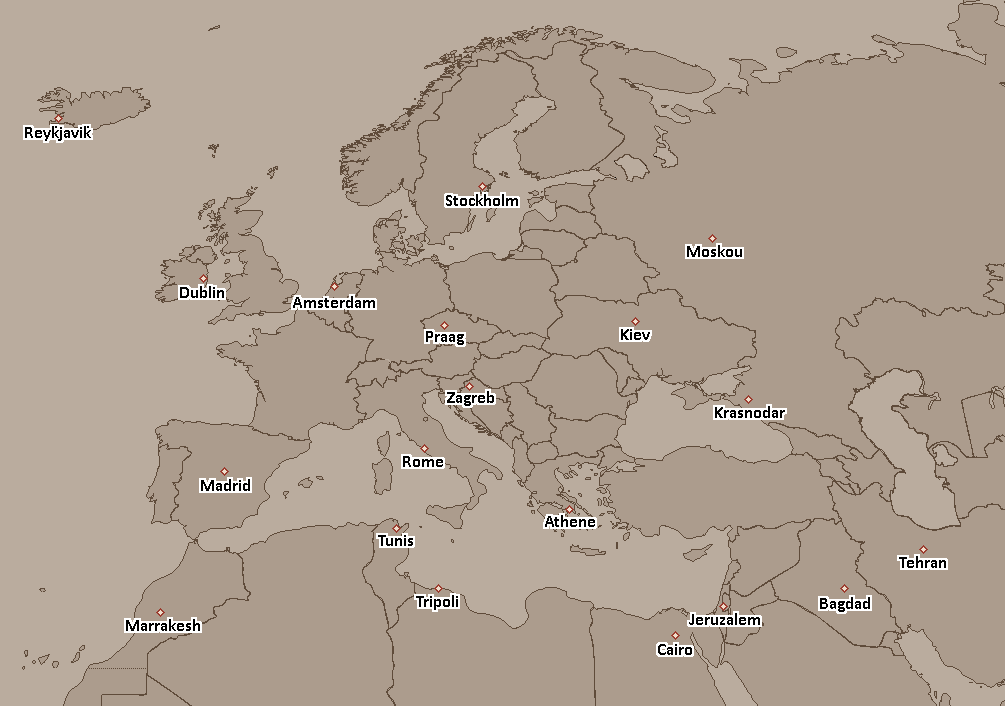 Reykjavik
Stockholm
Moskou
Dublin
Amsterdam
Praag
Kiev
Zagreb
Krasnodar
Rome
Madrid
Athene
Tunis
Tehran
Tripoli
Bagdad
Marrakesh
Jeruzalem
Cairo